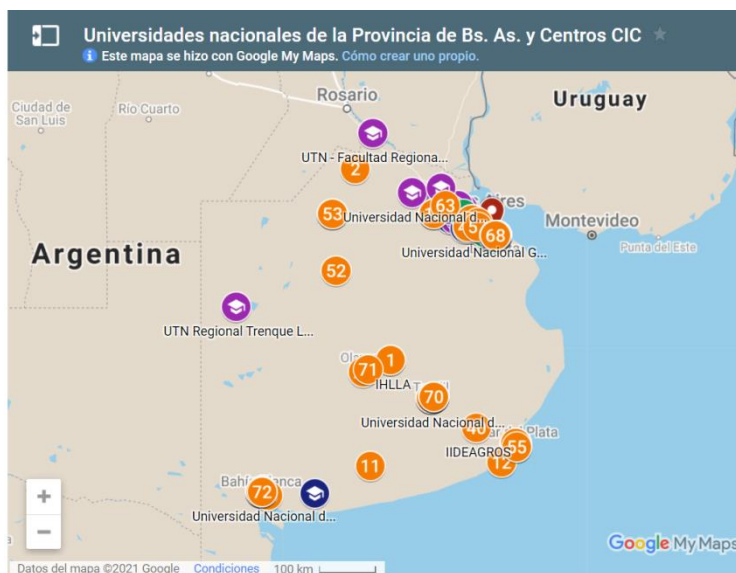 Universidades nacionales de la Provincia de Bs. As. y Centros CIC
Este mapa se hizo con Google My Maps. Cómo crear uno propio.
Ciudad de
San Luis
Río Cuarto
Rosario
Uruguay
UTN - Facultad Regiona...
2
63
Aires
53
Universidad Nacional d...
68
Montevideo
Punta del Este
Universidad Nacional G...
Argentina
52
UTN Regional Trenque L...
1
71
IHLLA
70
Universidad Nacional d...
del Plata
55
IIDEAGROS
12
11
72
Universidad Nacional d...
+
−
Google My Maps
Datos del mapa ©2021 Google
Condiciones
100 km